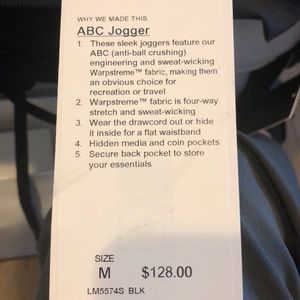 WHY WE MADE THIS
ABC Jogger
1. These sleek joggers feature our
ABC (anti-ball crushing)
engineering and sweat-wicking
Warpstreme™ fabric, making them
an obvious choice for
recreation or travel
2. Warpstreme™ fabric is four-way
stretch and sweat-wicking
3. Wear the drawcord out or hide
it inside for a flat waistband
4. Hidden media and coin pockets
5. Secure back pocket to store
your essentials
SIZE
M $128.00
LM5574S BLK